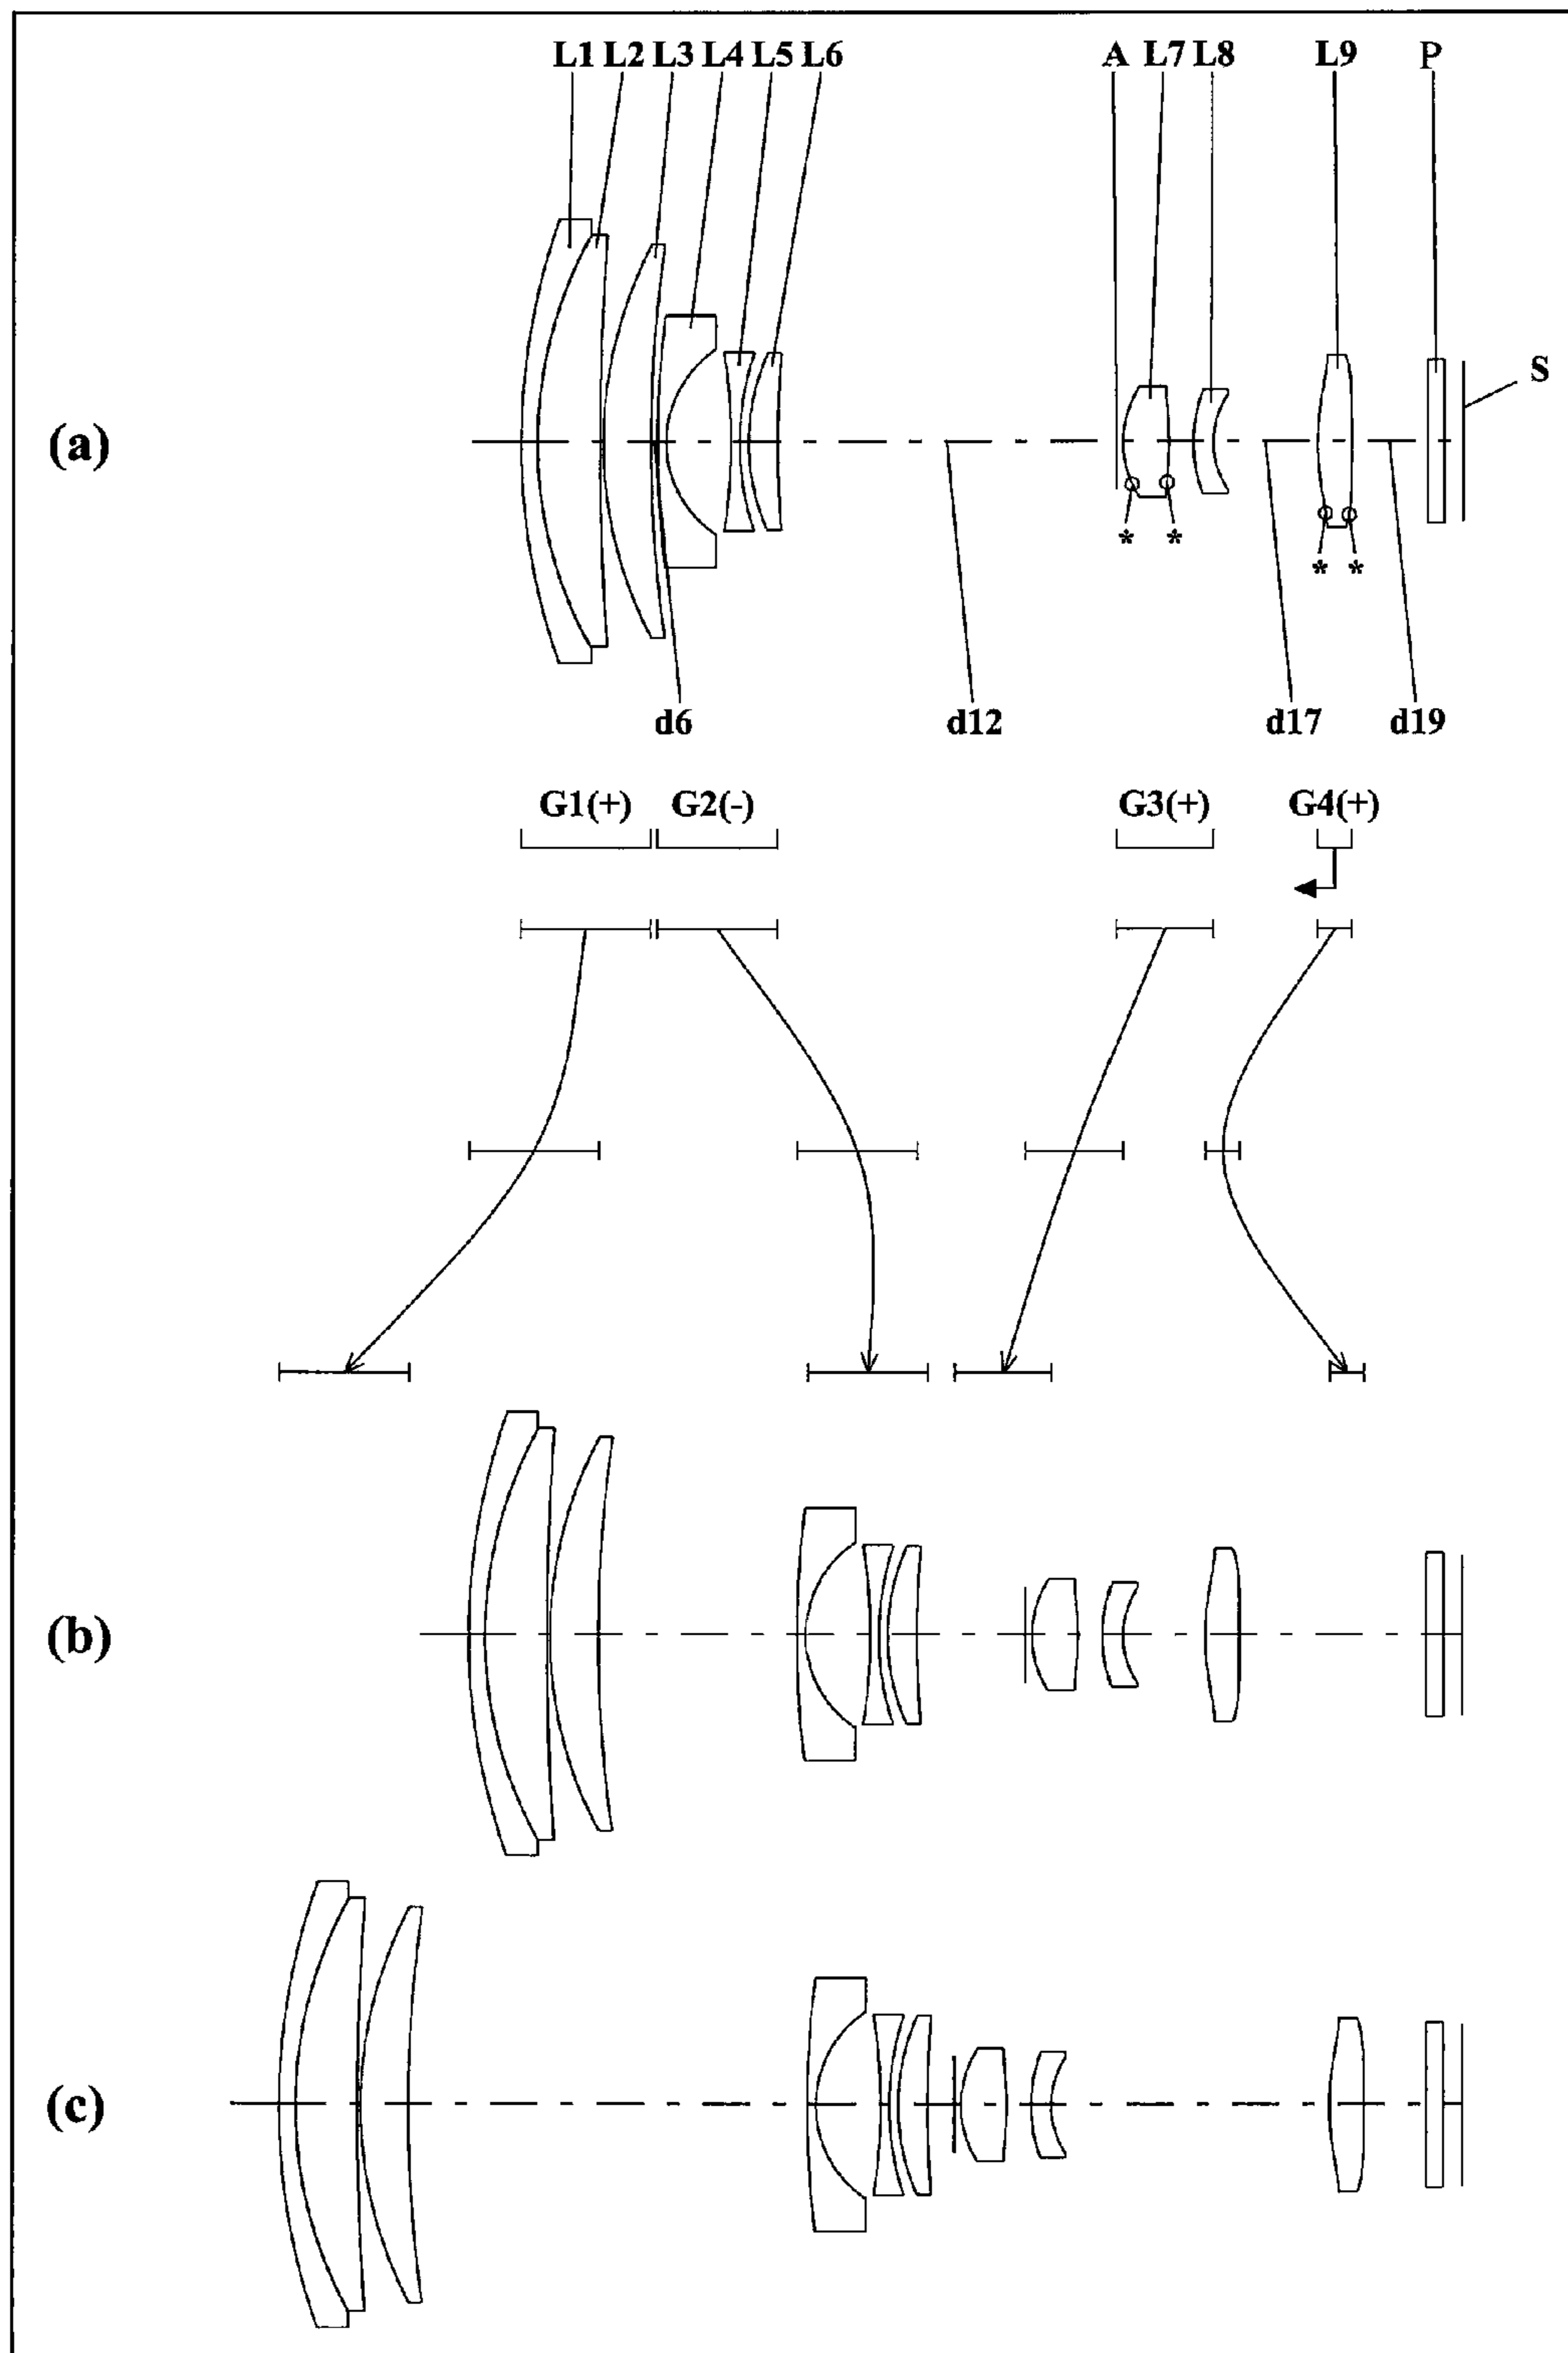 L1 L2 L3 L4 L5 L6 A L7 L8 L9 P
S
(a)
* *
* *
d6 d12 d17 d19
G1(+) G2(-) G3(+) G4(+)
(b)
(c)